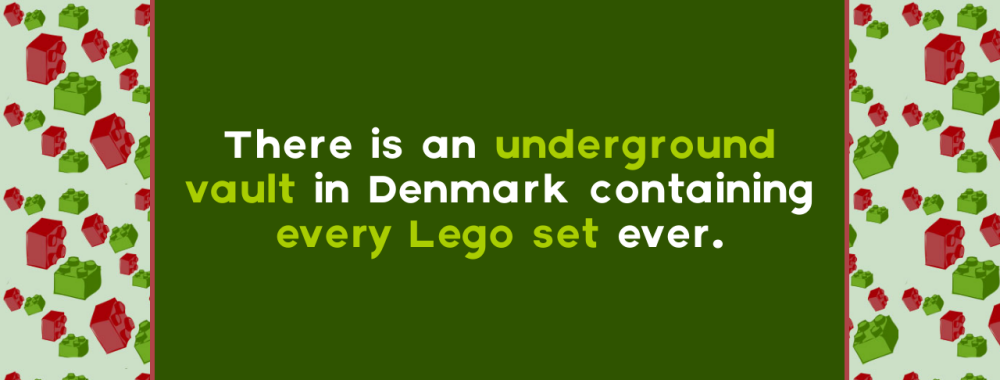 There is an underground
vault in Denmark containing
every Lego set ever.